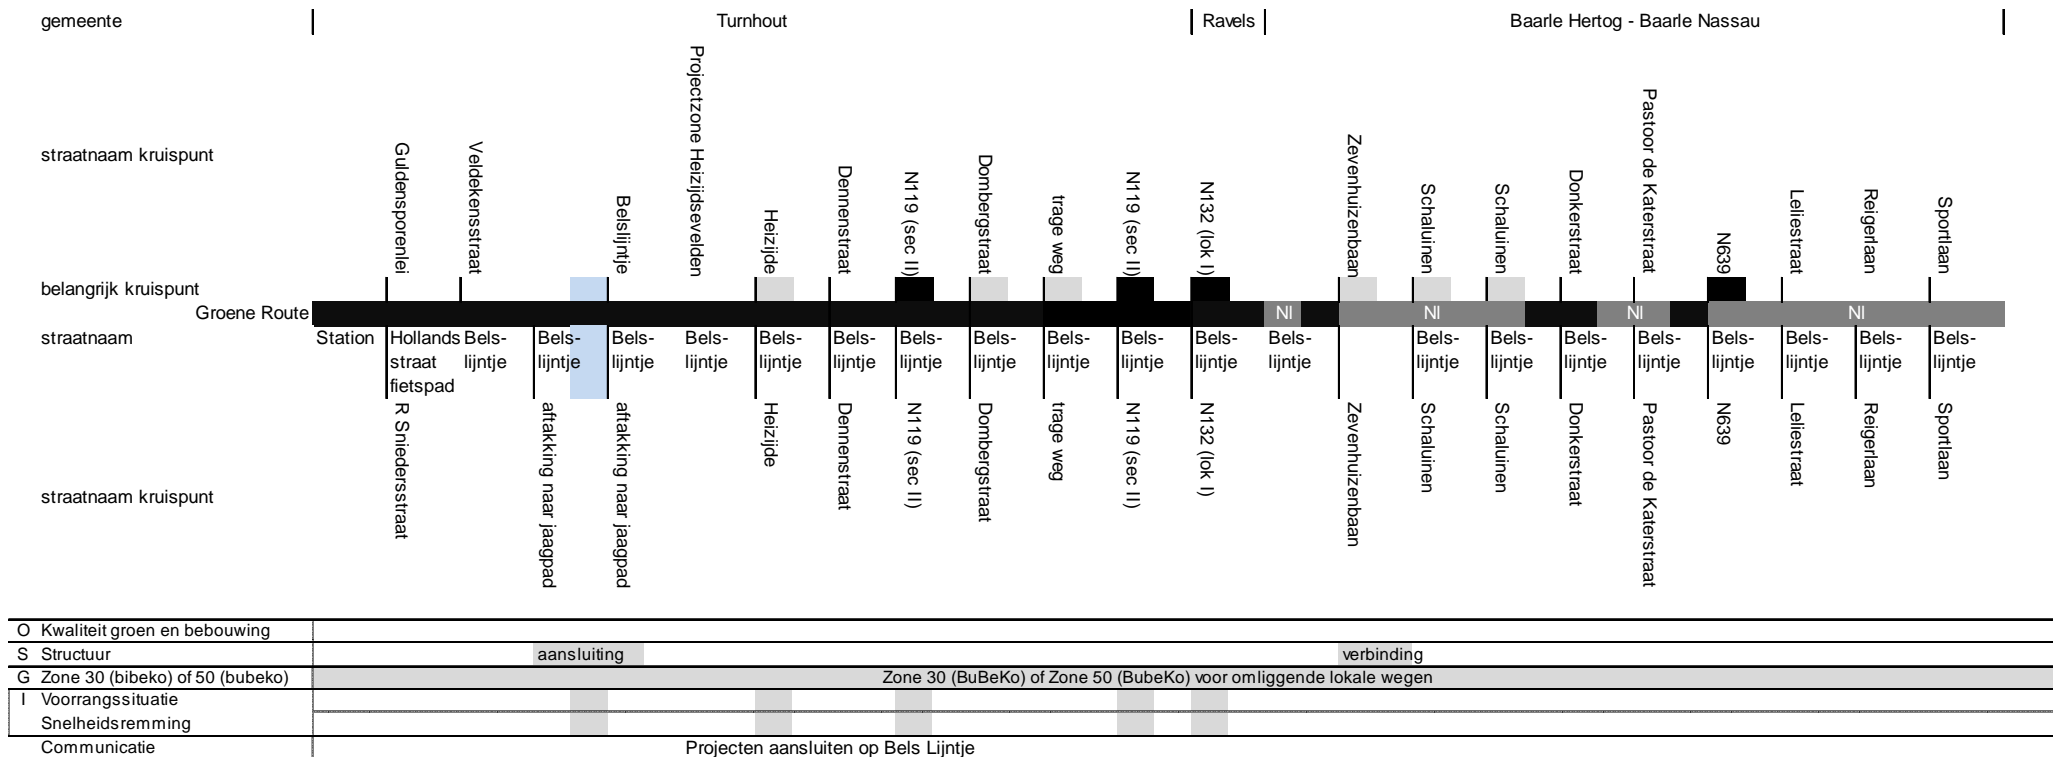 gemeente Turnhout Ravels Baarle Hertog - Baarle Nassau
straatnaam kruispunt
Guldensporenlei
Veldekensstraat
Belslijntje
Projectzone Heizijdsevelden
Heizijde
Dennenstraat
N119 (sec II)
Dombergstraat
trage weg
N119 (sec II)
N132 (lok I)
Zevenhuizenbaan
Schaluinen
Schaluinen
Donkerstraat
Pastoor de Katerstraat
N639
Leliestraat
Reigerlaan
Sportlaan
belangrijk kruispunt
Groene Route Nl Nl Nl Nl
straatnaam Station Hollands Bels- Bels- Bels- Bels- Bels- Bels- Bels- Bels- Bels- Bels- Bels- Bels- Bels- Bels- Bels- Bels- Bels- Bels- Bels- Bels-
straat lijntje lijntje lijntje lijntje lijntje lijntje lijntje lijntje lijntje lijntje lijntje lijntje lijntje lijntje lijntje lijntje lijntje lijntje lijntje lijntje
fietspad
straatnaam kruispunt
R Sniedersstraat
aftakking naar jaagpad
aftakking naar jaagpad
Heizijde
Dennenstraat
N119 (sec II)
Dombergstraat
trage weg
N119 (sec II)
N132 (lok I)
Zevenhuizenbaan
Schaluinen
Schaluinen
Donkerstraat
Pastoor de Katerstraat
N639
Leliestraat
Reigerlaan
Sportlaan
O Kwaliteit groen en bebouwing
S Structuur aansluiting verbinding
G Zone 30 (bibeko) of 50 (bubeko) Zone 30 (BuBeKo) of Zone 50 (BubeKo) voor omliggende lokale wegen
I Voorrangssituatie
Snelheidsremming
Communicatie Projecten aansluiten op Bels Lijntje